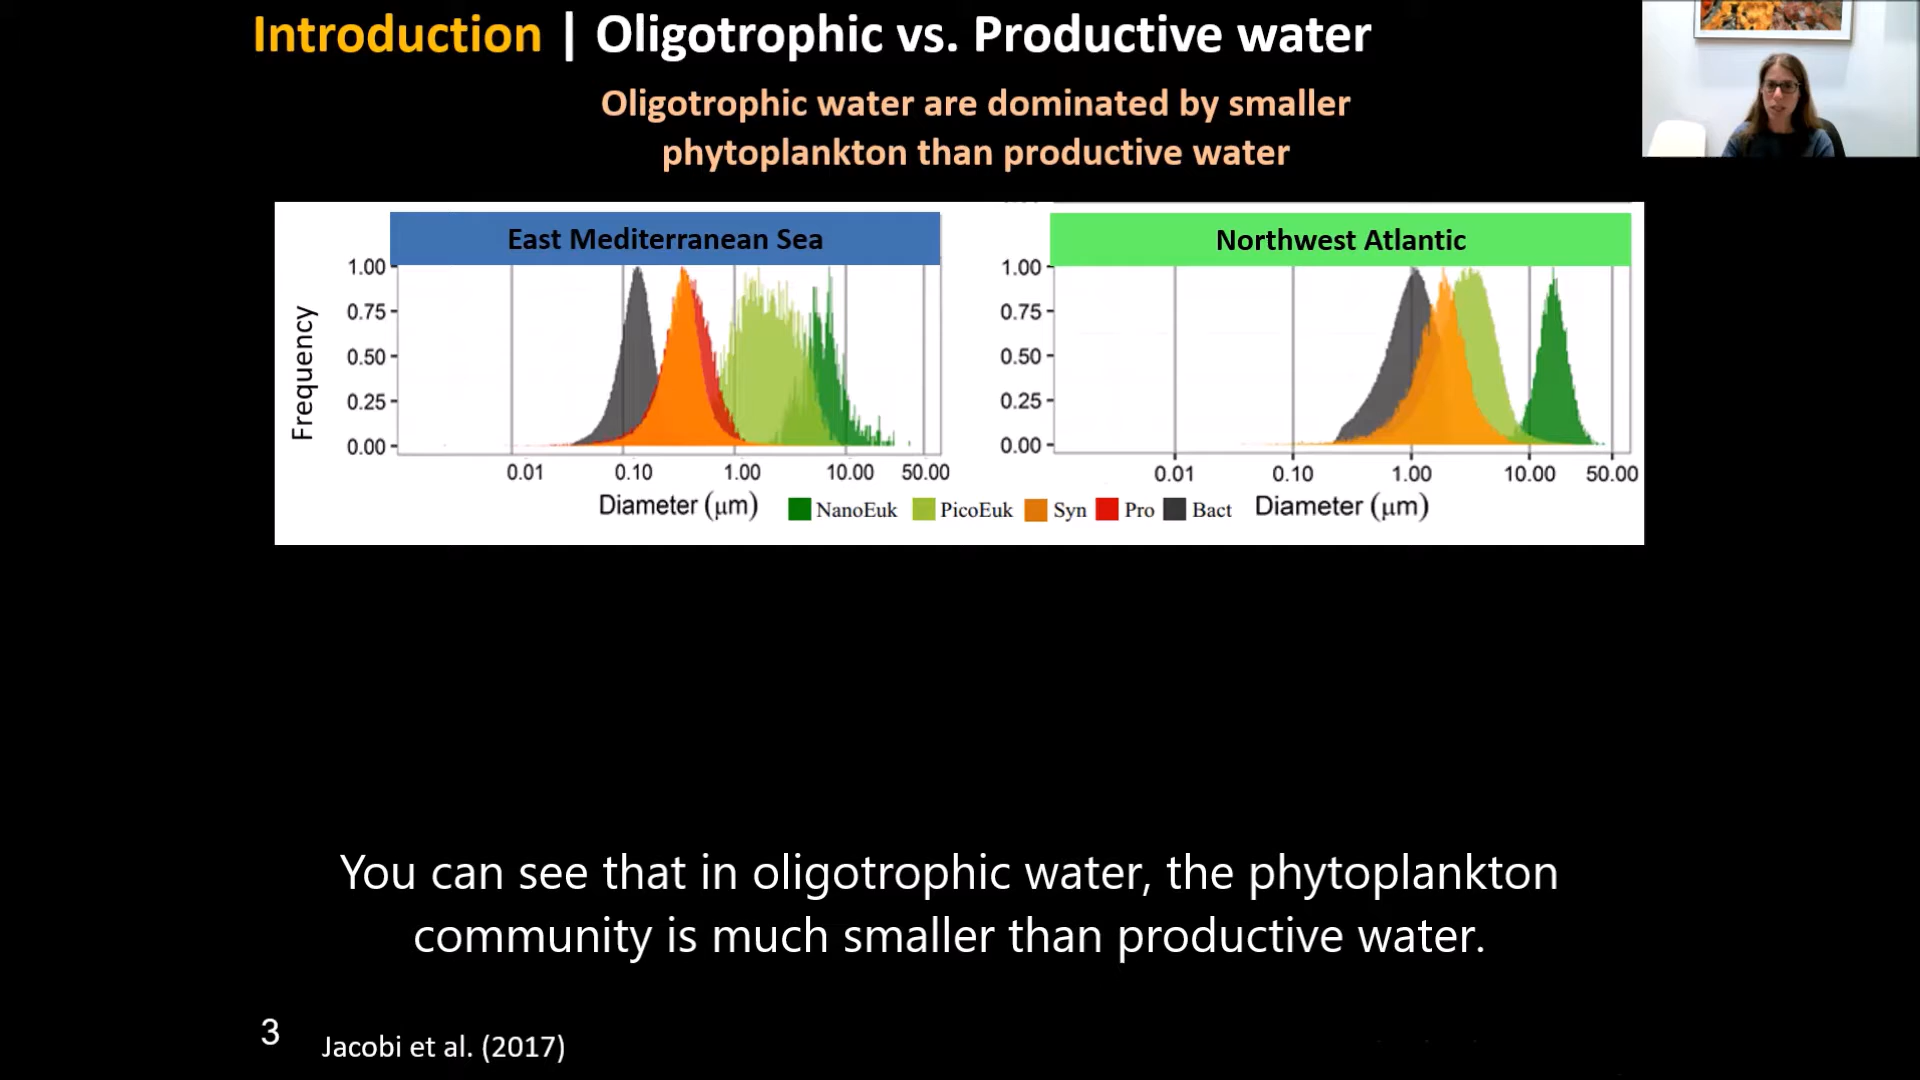 Introduction | Oligotrophic vs. Productive water
Oligotrophic water are dominated by smaller
phytoplankton than productive water
East Mediterranean Sea
Northwest Atlantic
Frequency
1.00
0.75
0.50
0.25
0.00
0.01 0.10 1.00 10.00 50.00
Diameter (μm)
1.00
0.75
0.50
0.25
0.00
0.01 0.10 1.00 10.00 50.00
Diameter (μm)
NanoEuk PicoEuk Syn Pro Bact
You can see that in oligotrophic water, the phytoplankton
community is much smaller than productive water.
3
Jacobi et al. (2017)